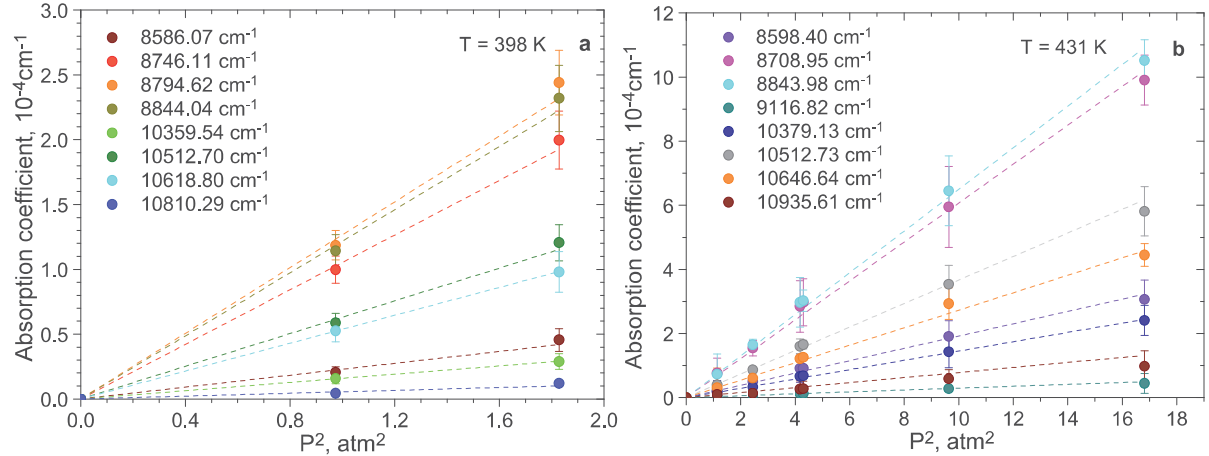 a
T = 398 K
8586.07 cm-1
8746.11 cm-1
8794.62 cm-1
8844.04 cm-1
10359.54 cm-1
10512.70 cm-1
10618.80 cm-1
10810.29 cm-1
Absorption coefficient, 10-4cm-1
3.0
2.5
2.0
1.5
1.0
0.5
0.0
0.0 0.4 0.8 1.2 1.6 2.0
P2, atm2
b
T = 431 K
8598.40 cm-1
8708.95 cm-1
8843.98 cm-1
9116.82 cm-1
10379.13 cm-1
10512.73 cm-1
10646.64 cm-1
10935.61 cm-1
Absorption coefficient, 10-4cm-1
12
10
8
6
4
2
0
0 2 4 6 8 10 12 14 16 18
P2, atm2